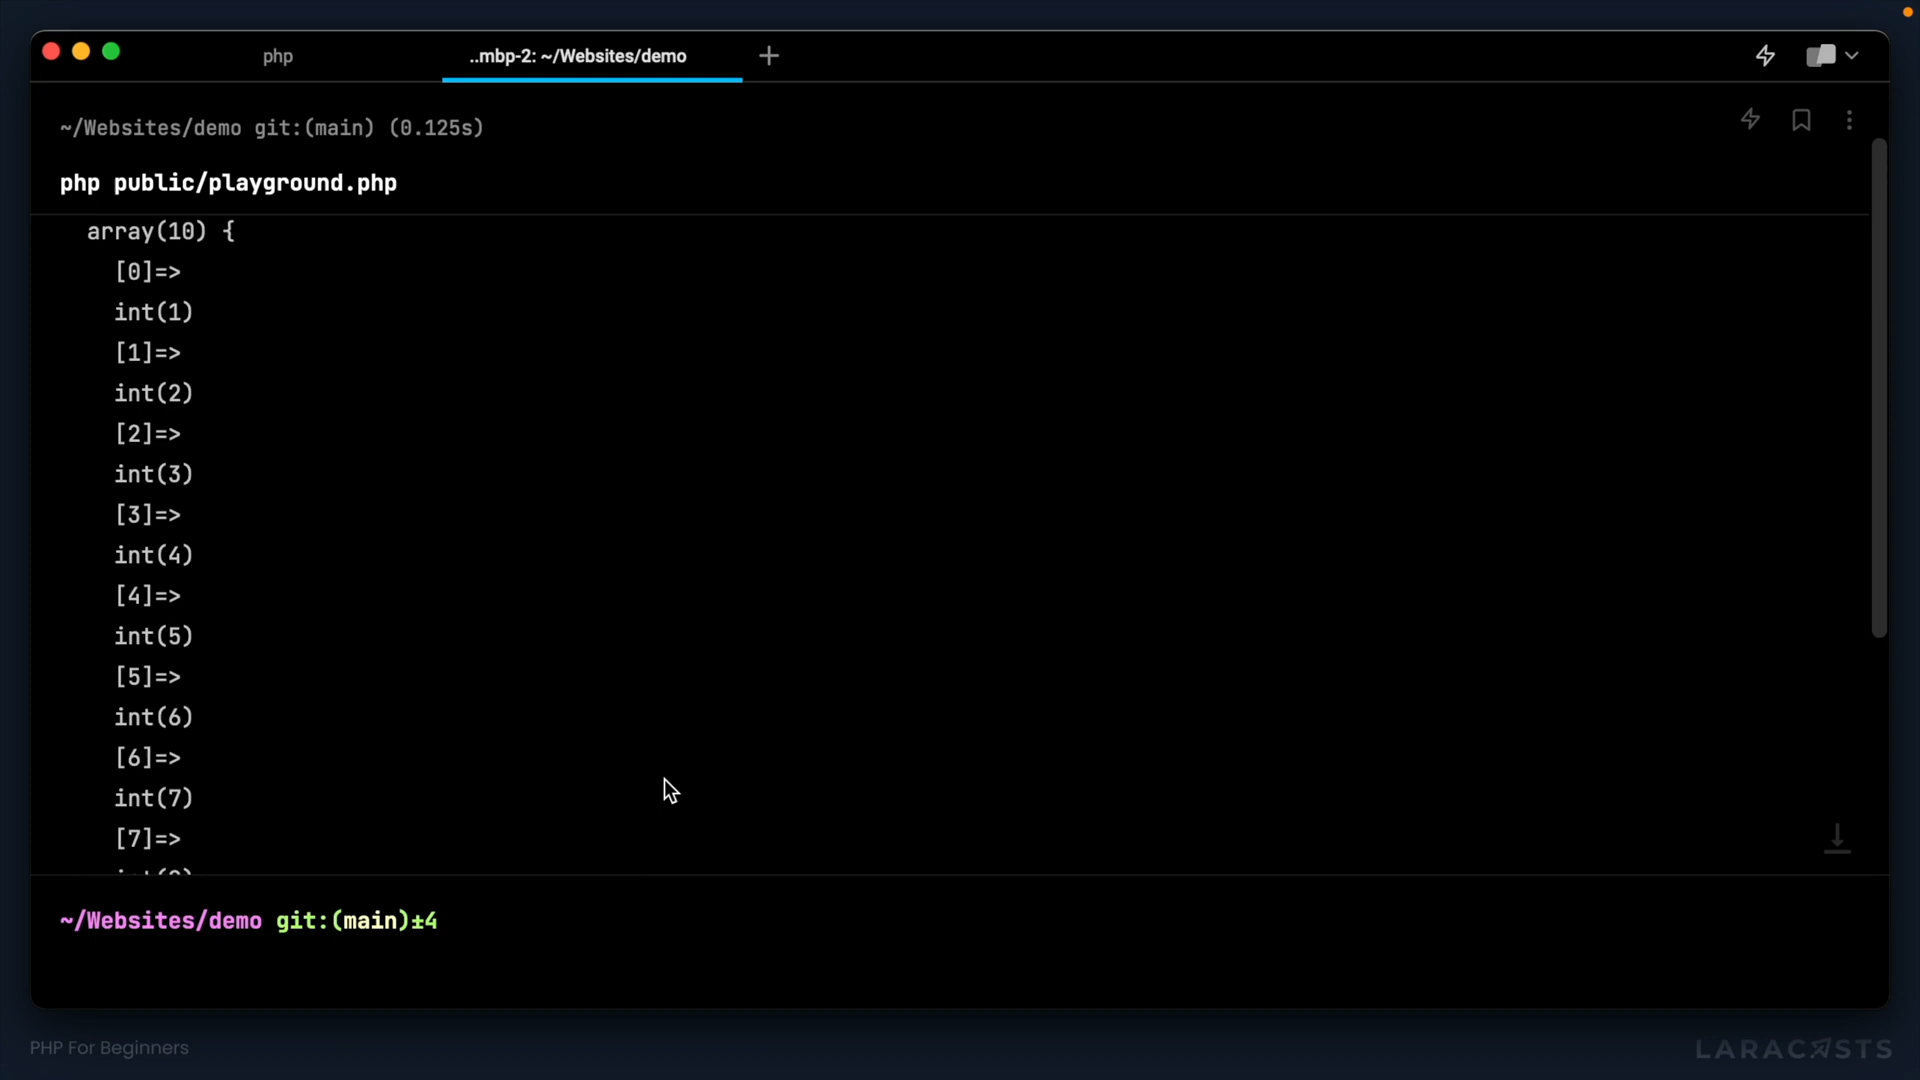 php
..mbp-2: ~/Websites/demo
~/Websites/demo git:(main) (0.125s)
php public/playground.php
array(10) {
[0]=>
int(1)
[1]=>
int(2)
[2]=>
int(3)
[3]=>
int(4)
[4]=>
int(5)
[5]=>
int(6)
[6]=>
int(7)
[7]=>
~/Websites/demo git:(main)±4
PHP For Beginners
LARACASTS